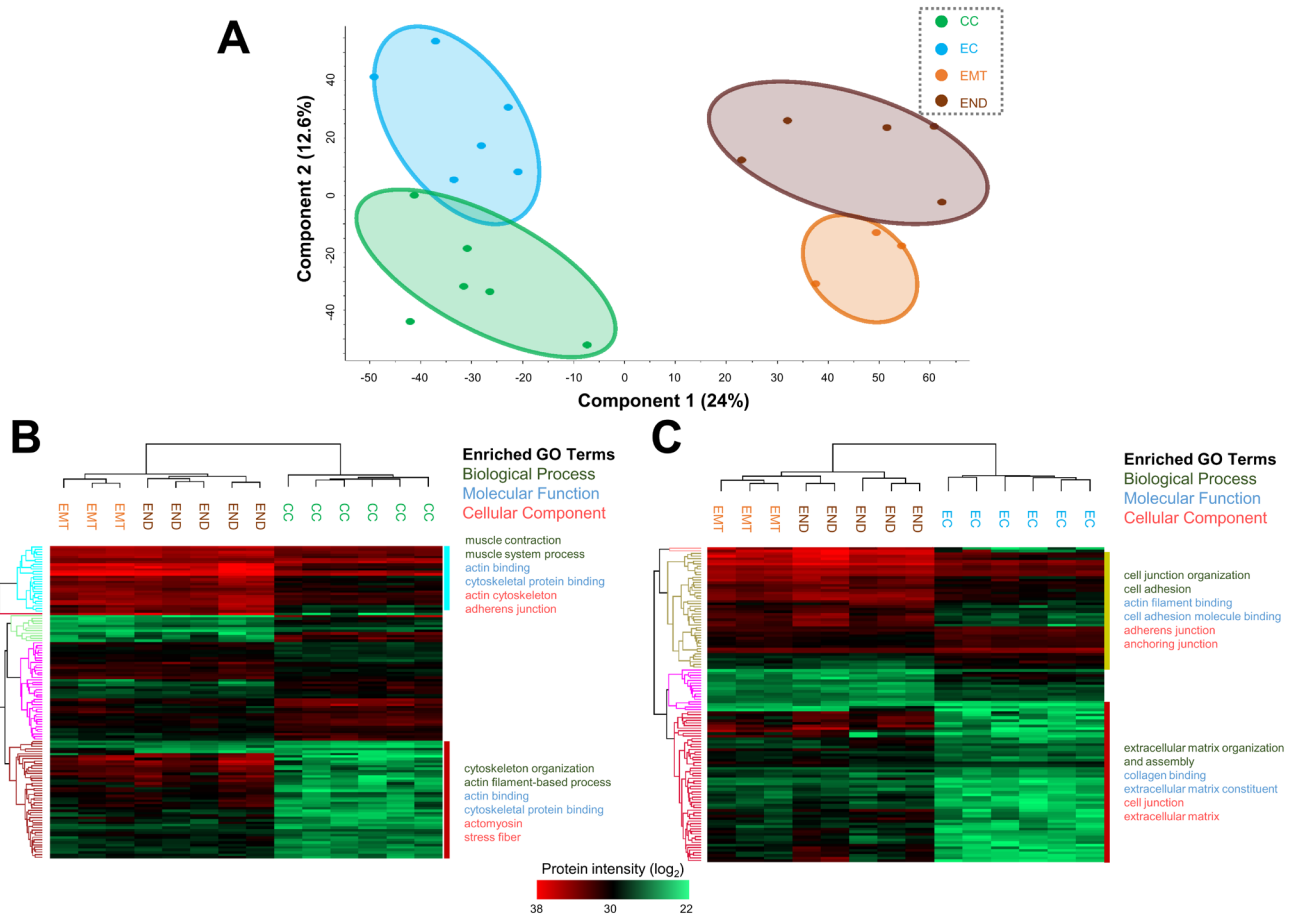 A
CC
EC
EMT
END
Component 2 (12.6%)
40
20
0
-20
-40
-50
-40
-30
-20
-10
0
10
20
30
40
50
60
Component 1 (24%)
B
EMT
EMT
EMT
END
END
END
END
END
CC
CC
CC
CC
CC
CC
Enriched GO Terms
Biological Process
Molecular Function
Cellular Component
muscle contraction
muscle system process
actin binding
cytoskeletal protein binding
actin cytoskeleton
adherens junction
cytoskeleton organization
actin filament-based process
actin binding
cytoskeletal protein binding
actomyosin
stress fiber
C
EMT
EMT
EMT
END
END
END
END
END
EC
EC
EC
EC
EC
EC
Enriched GO Terms
Biological Process
Molecular Function
Cellular Component
cell junction organization
cell adhesion
actin filament binding
cell adhesion molecule binding
adherens junction
anchoring junction
extracellular matrix organization
and assembly
collagen binding
extracellular matrix constituent
cell junction
extracellular matrix
Protein intensity (log₂)
38
30
22